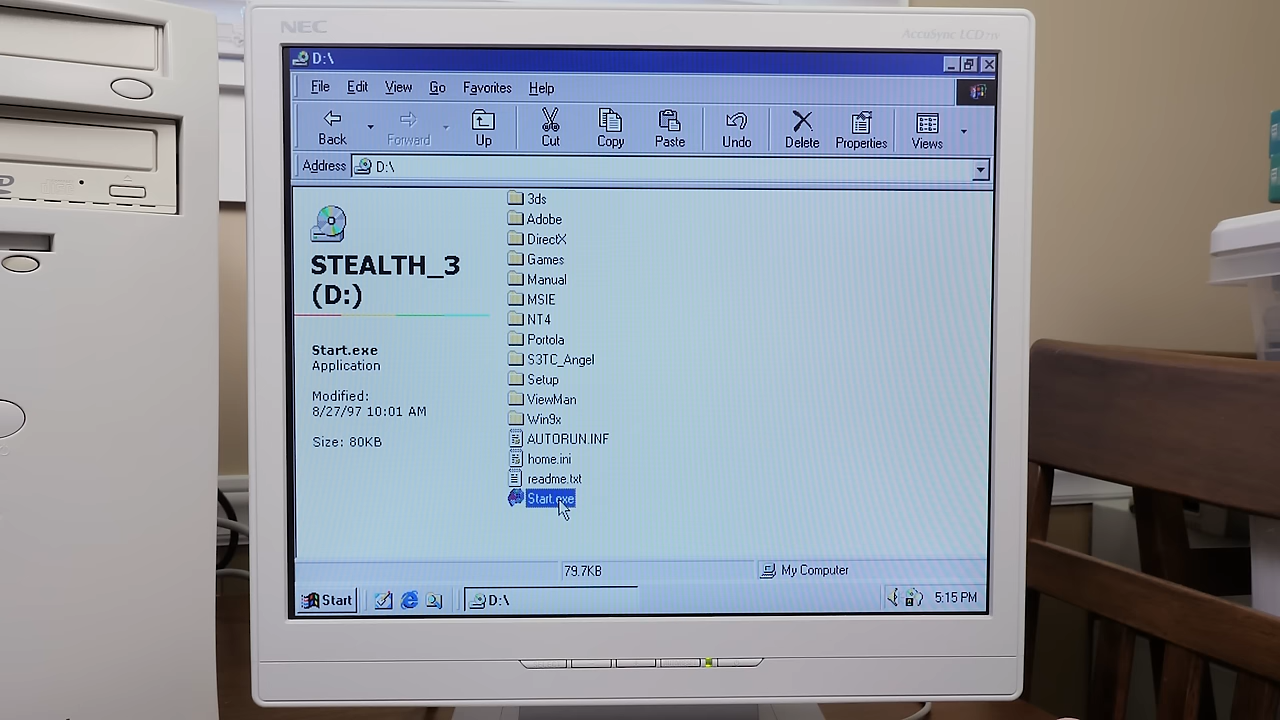 NEC
AccuSync LCD71V
D:\
File Edit View Go Favorites Help
Back Forward Up Cut Copy Paste Undo Delete Properties Views
Address D:\
STEALTH_3
(D:)
Start.exe
Application
Modified:
8/27/97 10:01 AM
Size: 80KB
3ds
Adobe
DirectX
Games
Manual
MSIE
NT4
Portola
S3TC_Angel
Setup
ViewMan
Win9x
AUTORUN.INF
home.ini
readme.txt
Start.exe
79.7KB My Computer
Start D:\ 5:15 PM